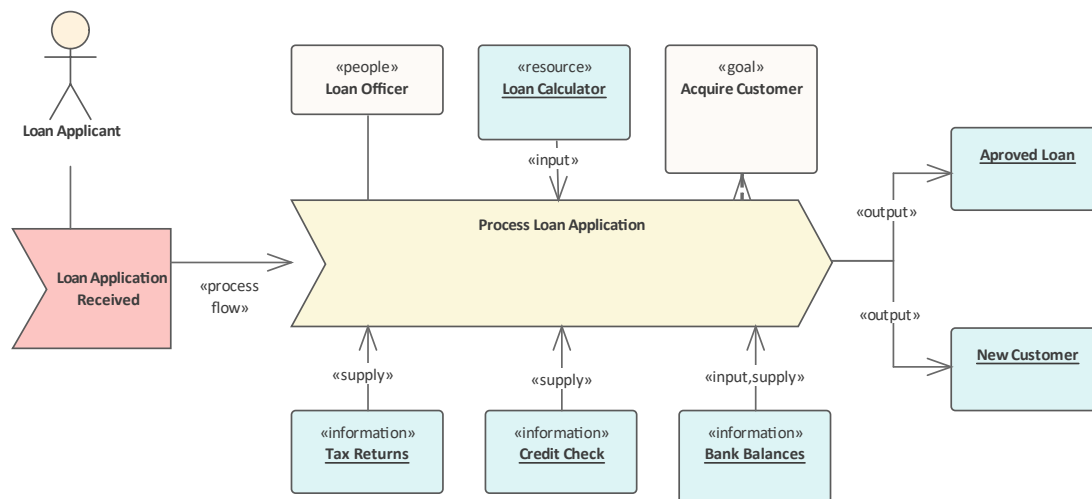 Loan Applicant
«people»
Loan Officer
«resource»
Loan Calculator
«goal»
Acquire Customer
«input»
Aproved Loan
«output»
Process Loan Application
Loan Application
Received
«process
flow»
«output»
New Customer
«supply»
«supply»
«input,supply»
«information»
Tax Returns
«information»
Credit Check
«information»
Bank Balances